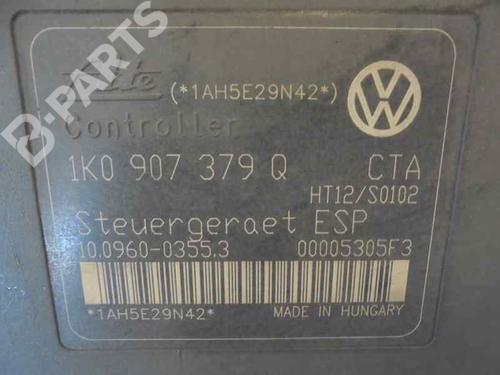 B-PARTS
Ate (*1AH5E29N42*)
Controller
1K0 907 379 Q CTA
HT12/S0102
Steuergeraet ESP
10.0960-0355.3 00005305F3
*1AH5E29N42*
MADE IN HUNGARY